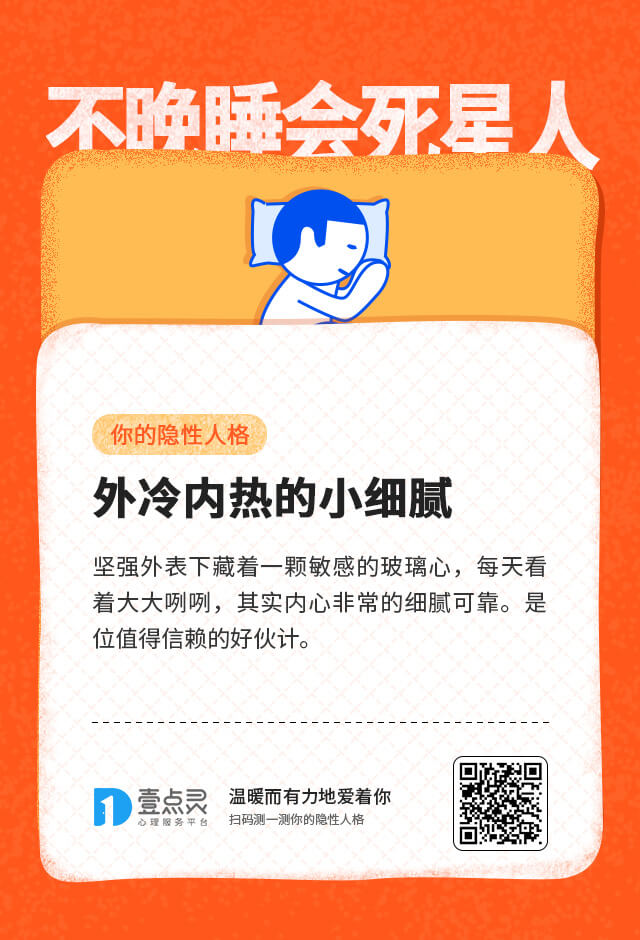 不晚睡会死星人
你的隐性人格
外冷内热的小细腻
坚强外表下藏着一颗敏感的玻璃心，每天看
着大大咧咧，其实内心非常的细腻可靠。是
位值得信赖的好伙计。
壹点灵
心理服务平台
温暖而有力地爱着你
扫码测一测你的隐性人格